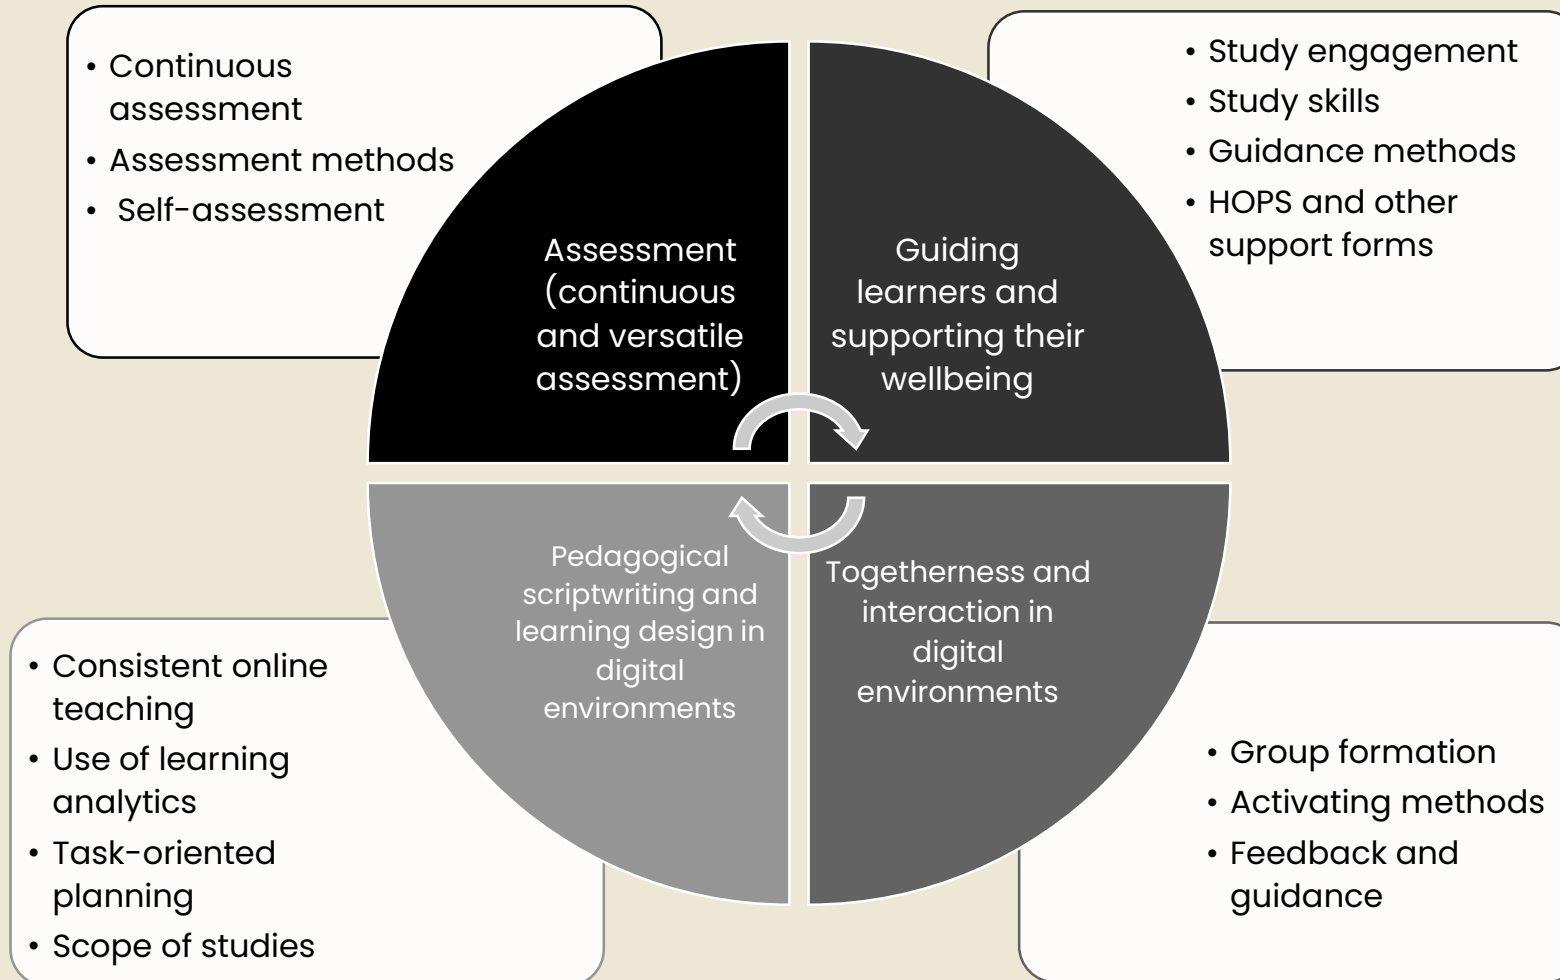 • Continuous
assessment
• Assessment methods
• Self-assessment
• Study engagement
• Study skills
• Guidance methods
• HOPS and other
support forms
Assessment
(continuous
and versatile
assessment)
Guiding
learners and
supporting their
wellbeing
Pedagogical
scriptwriting and
learning design in
digital
environments
Togetherness and
interaction in
digital
environments
• Consistent online
teaching
• Use of learning
analytics
• Task-oriented
planning
• Scope of studies
• Group formation
• Activating methods
• Feedback and
guidance